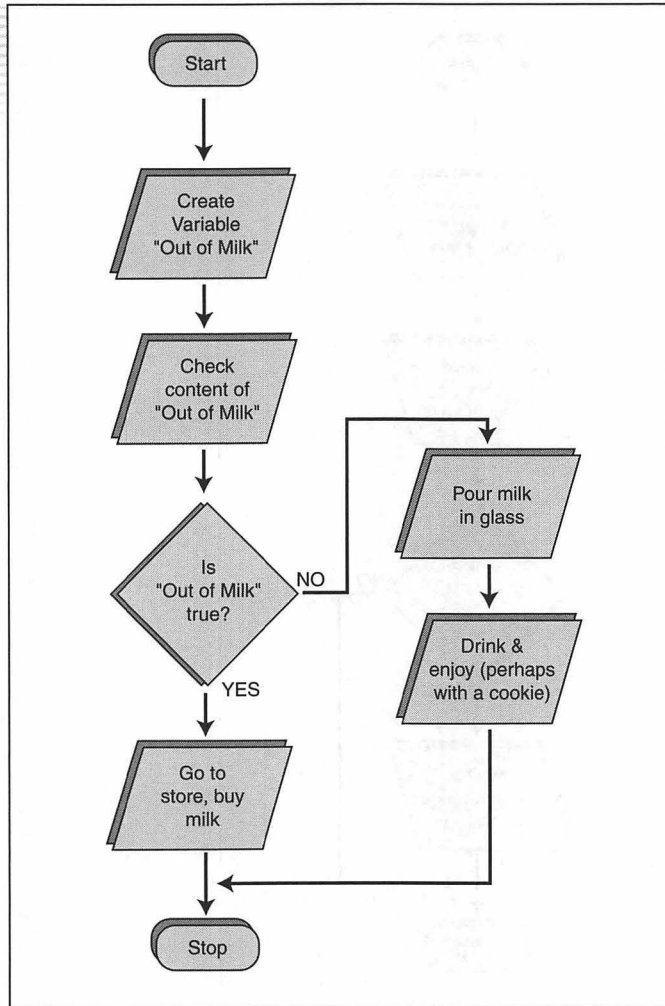 Start
Create
Variable
"Out of Milk"
Check
content of
"Out of Milk"
Is
"Out of Milk"
true?
NO
YES
Pour milk
in glass
Drink &
enjoy (perhaps
with a cookie)
Go to
store, buy
milk
Stop